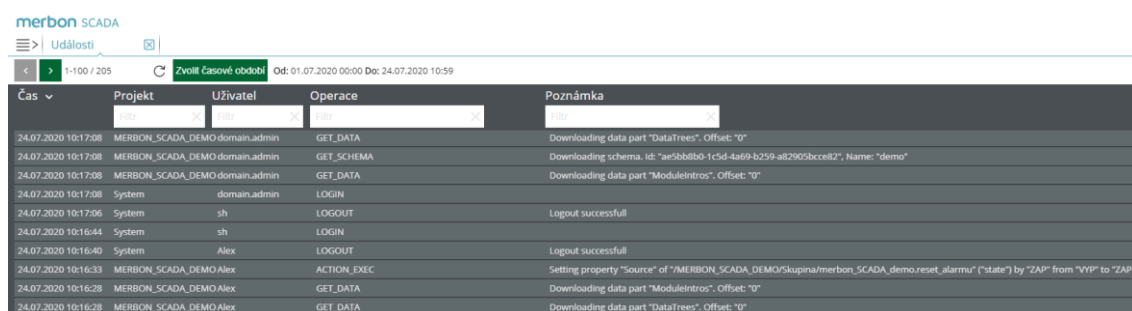 merbon SCADA
Události
1-100 / 205 Zvolit časové období Od: 01.07.2020 00:00 Do: 24.07.2020 10:59
Čas Projekt Uživatel Operace Poznámka
Filtr Filtr Filtr Filtr
24.07.2020 10:17:08 MERBON_SCADA_DEMO domain.admin GET_DATA Downloading data part "DataTrees". Offset: "0"
24.07.2020 10:17:08 MERBON_SCADA_DEMO domain.admin GET_SCHEMA Downloading schema. Id: "ae5bb8b0-1c5d-4a69-b259-a82905bcce82", Name: "demo"
24.07.2020 10:17:08 MERBON_SCADA_DEMO domain.admin GET_DATA Downloading data part "ModuleIntros". Offset: "0"
24.07.2020 10:17:08 System domain.admin LOGIN
24.07.2020 10:17:06 System sh LOGOUT Logout successfull
24.07.2020 10:16:44 System sh LOGIN
24.07.2020 10:16:40 System Alex LOGOUT Logout successfull
24.07.2020 10:16:33 MERBON_SCADA_DEMO Alex ACTION_EXEC Setting property "Source" of "/MERBON_SCADA_DEMO/Skupina/merbon_SCADA_demo.reset_alarmu" ("state") by "ZAP" from "VYP" to "ZAP
24.07.2020 10:16:28 MERBON_SCADA_DEMO Alex GET_DATA Downloading data part "ModuleIntros". Offset: "0"
24.07.2020 10:16:28 MERBON_SCADA_DEMO Alex GET_DATA Downloading data part "DataTrees". Offset: "0"